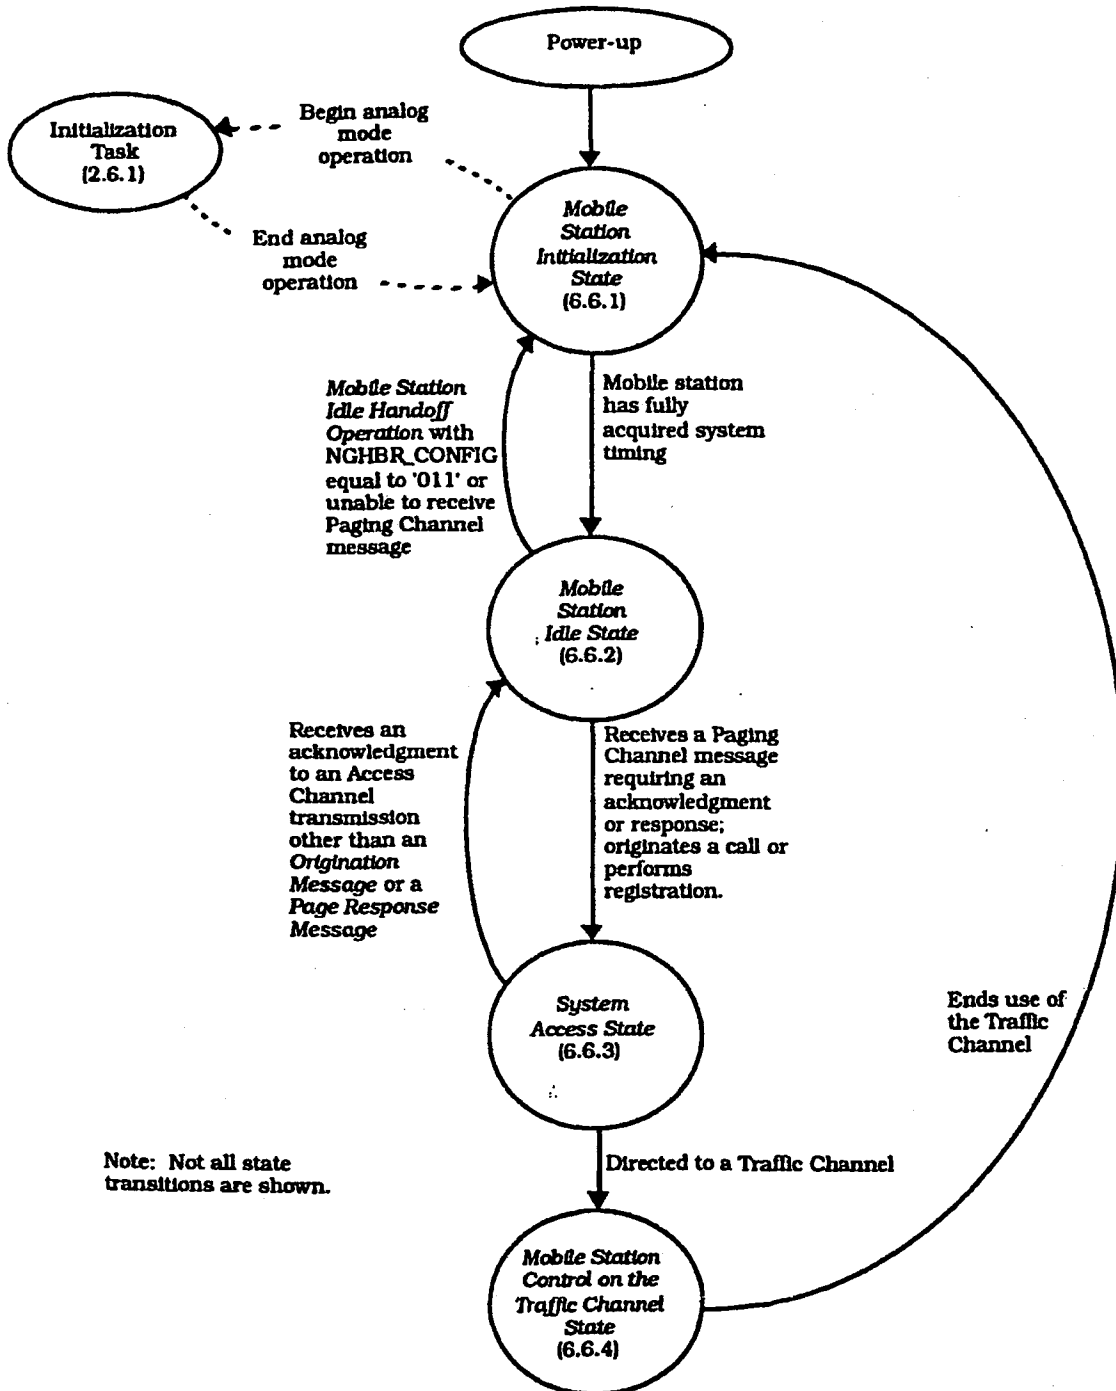 Power-up
Initialization
Task
(2.6.1)
Begin analog
mode
operation
End analog
mode
operation
Mobile
Station
Initialization
State
(6.6.1)
Mobile Station
Idle Handoff
Operation with
NGHBR_CONFIG
equal to '011' or
unable to receive
Paging Channel
message
Mobile station
has fully
acquired system
timing
Mobile
Station
Idle State
(6.6.2)
Receives an
acknowledgment
to an Access
Channel
transmission
other than an
Origination
Message or a
Page Response
Message
Receives a Paging
Channel message
requiring an
acknowledgment
or response;
originates a call or
performs
registration.
System
Access State
(6.6.3)
Ends use of
the Traffic
Channel
Note: Not all state
transitions are shown.
Directed to a Traffic Channel
Mobile Station
Control on the
Traffic Channel
State
(6.6.4)